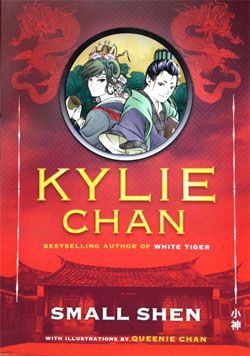 KYLIE
CHAN
BESTSELLING AUTHOR OF WHITE TIGER
SMALL SHEN
小神
WITH ILLUSTRATIONS BY QUEENIE CHAN